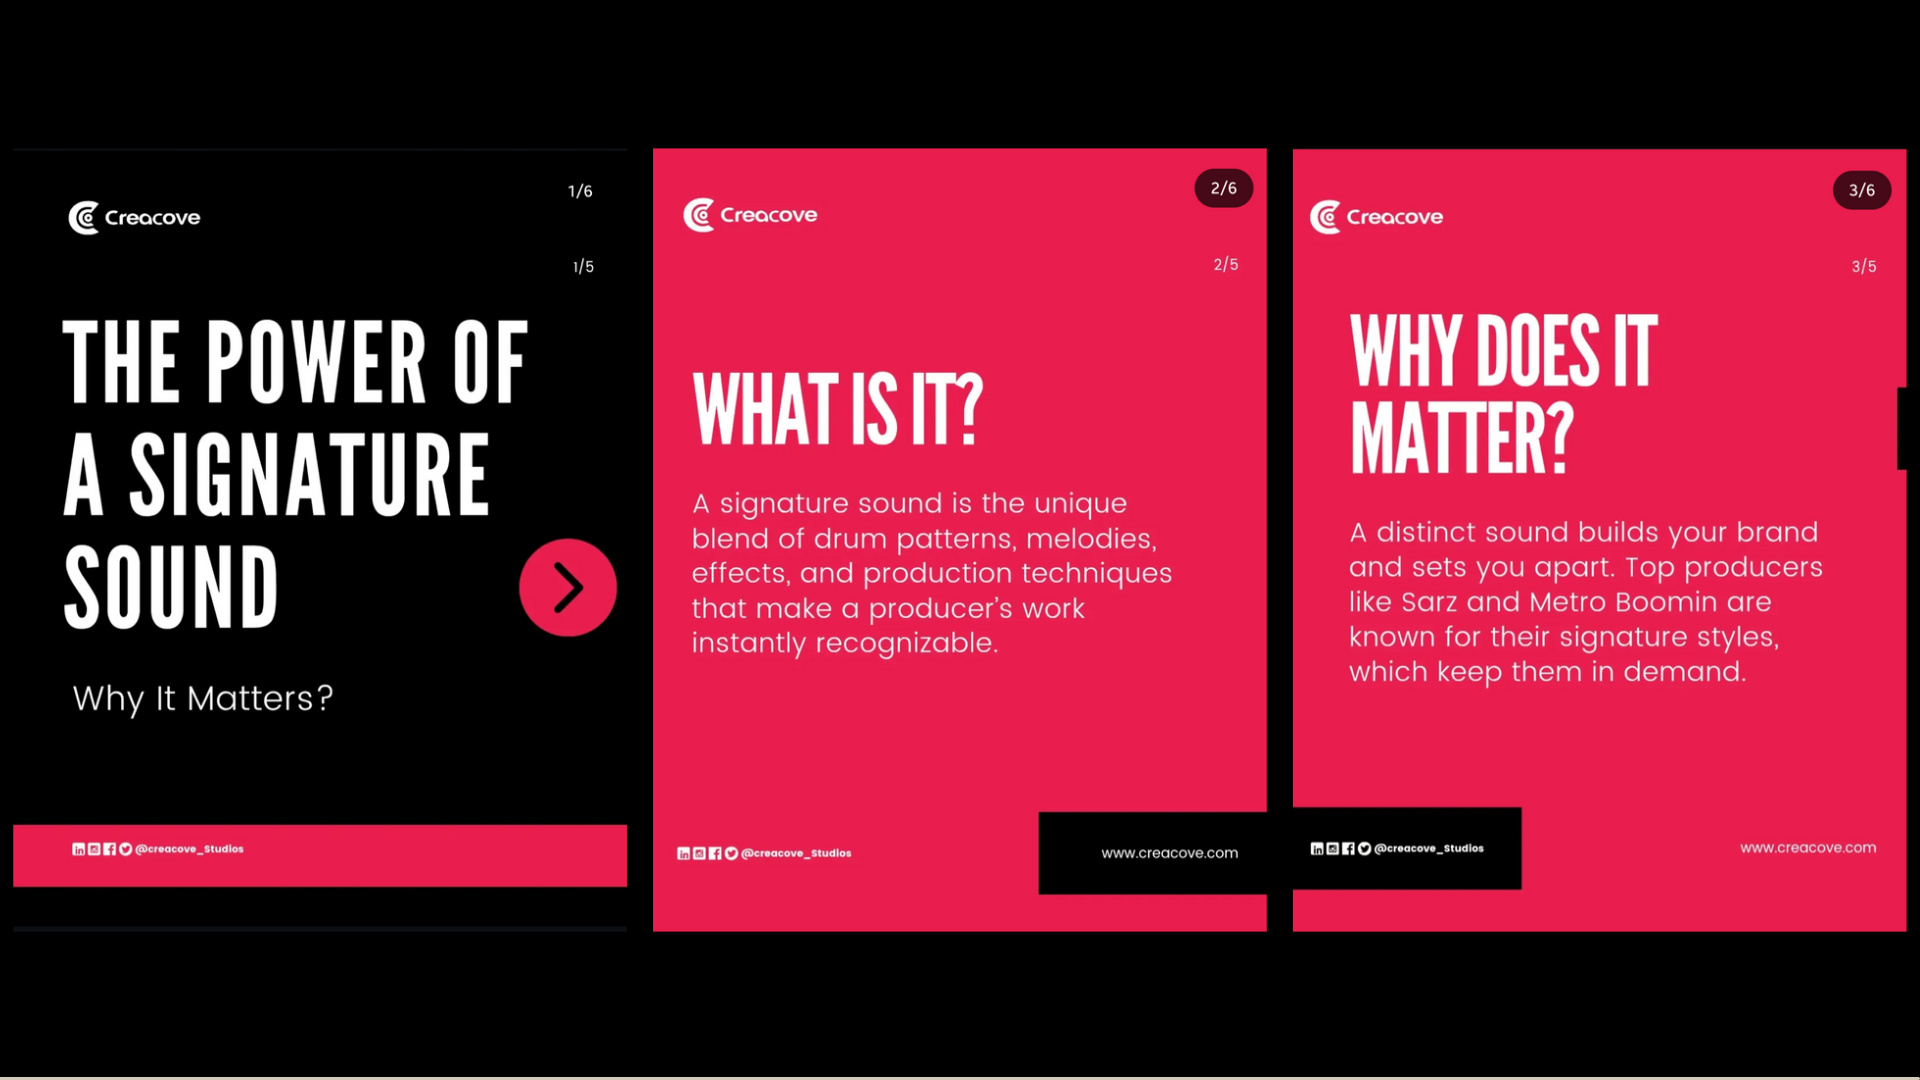 Creacove
1/6
1/5
THE POWER OF
A SIGNATURE
SOUND
Why It Matters?
@creacove_Studios
Creacove
2/6
2/5
WHAT IS IT?
A signature sound is the unique
blend of drum patterns, melodies,
effects, and production techniques
that make a producer’s work
instantly recognizable.
@creacove_Studios
www.creacove.com
Creacove
3/6
3/5
WHY DOES IT
MATTER?
A distinct sound builds your brand
and sets you apart. Top producers
like Sarz and Metro Boomin are
known for their signature styles,
which keep them in demand.
@creacove_Studios
www.creacove.com